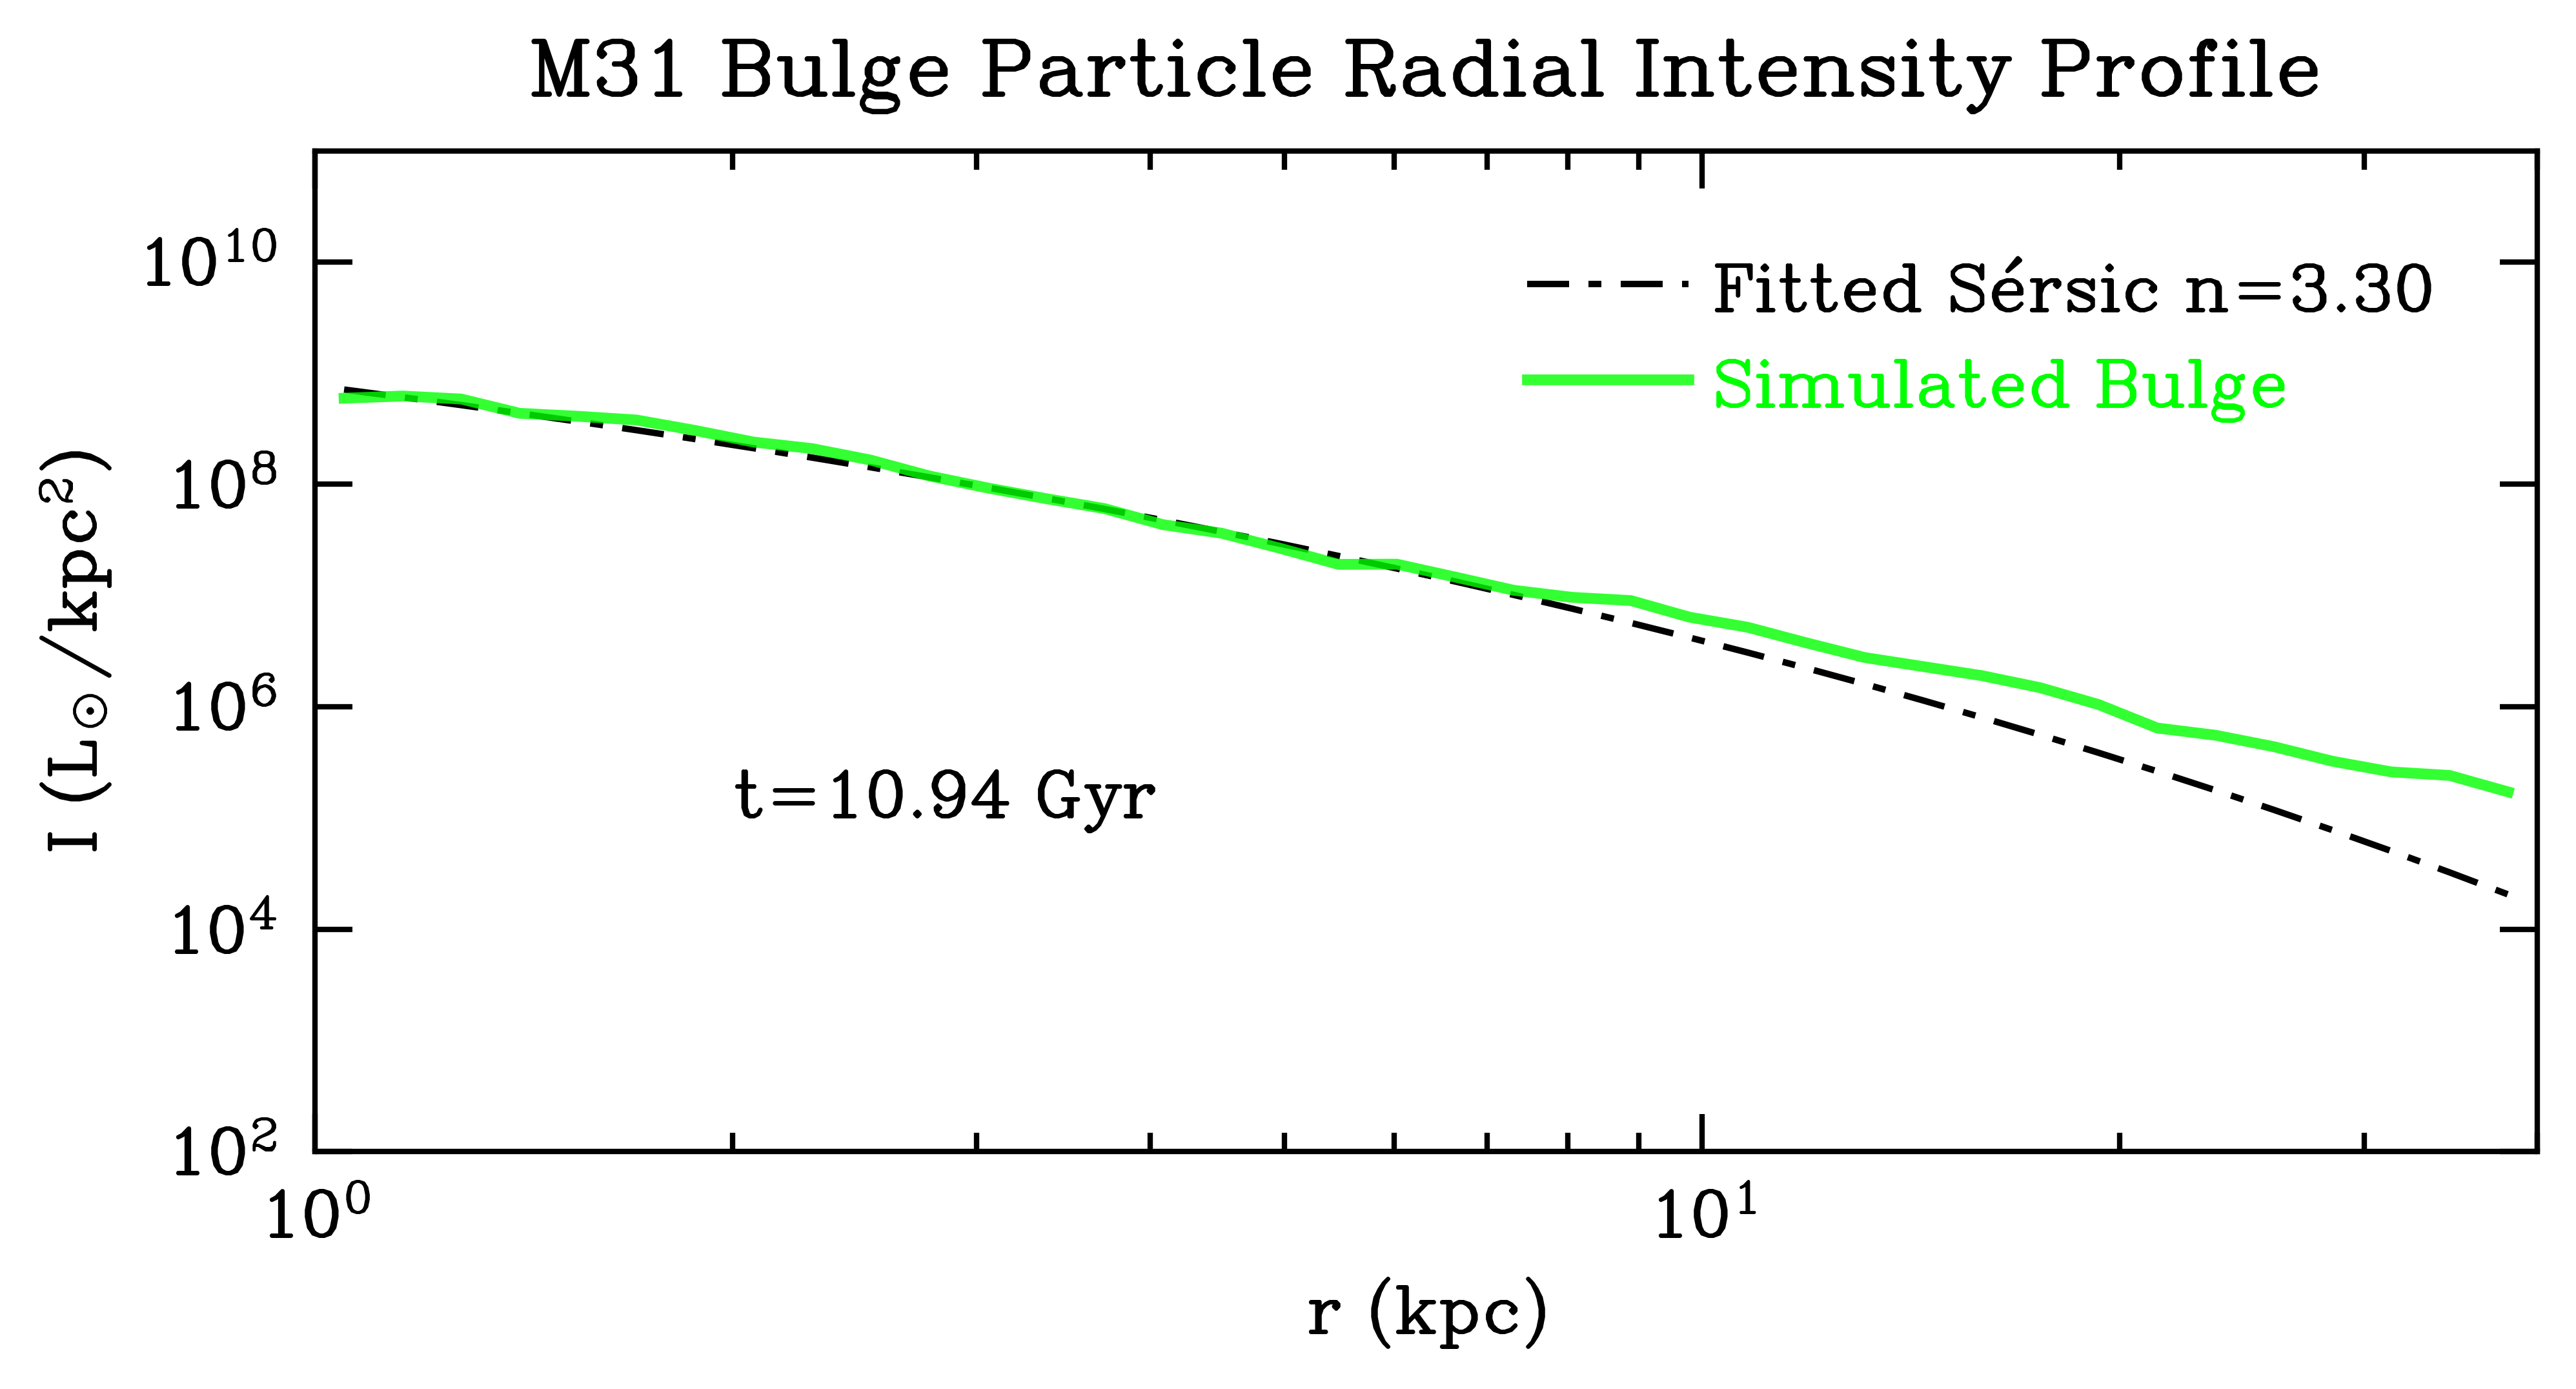 M31 Bulge Particle Radial Intensity Profile
10¹⁰
10⁸
10⁶
10⁴
10²
I (L☉/kpc²)
Fitted Sérsic n=3.30
Simulated Bulge
t=10.94 Gyr
10⁰ 10¹
r (kpc)